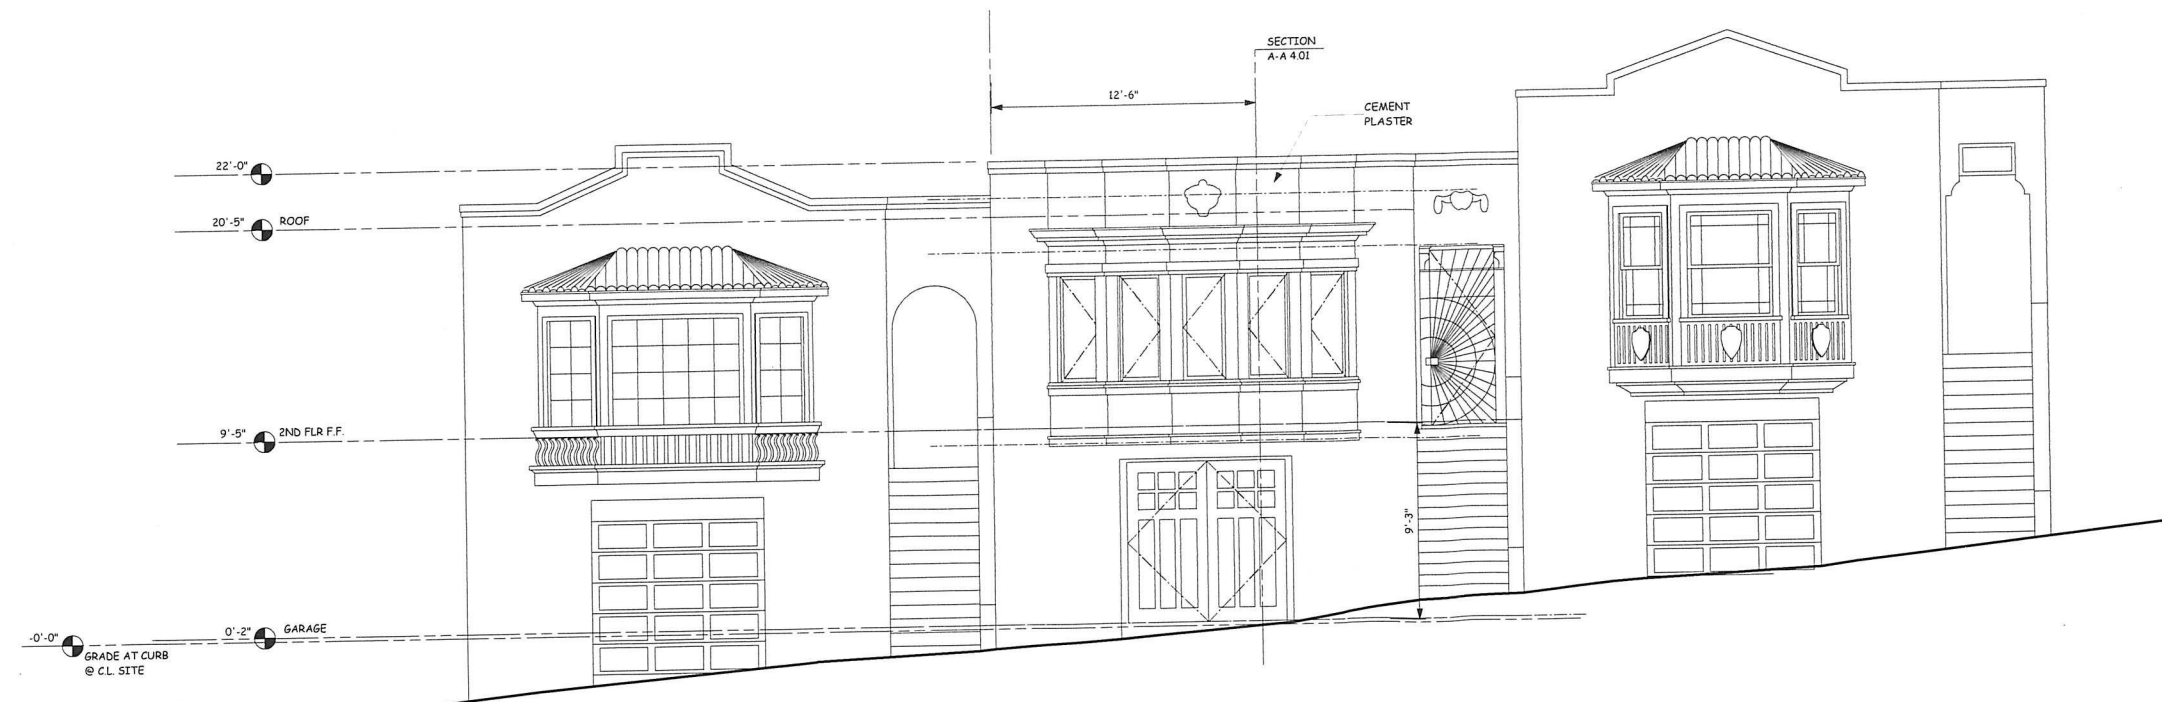 SECTION
A-A 4.01
12'-6"
CEMENT
PLASTER
22'-0"
20'-5" ROOF
9'-5" 2ND FLR F.F.
9'-3"
0'-2" GARAGE
-0'-0"
GRADE AT CURB
@ C.L. SITE